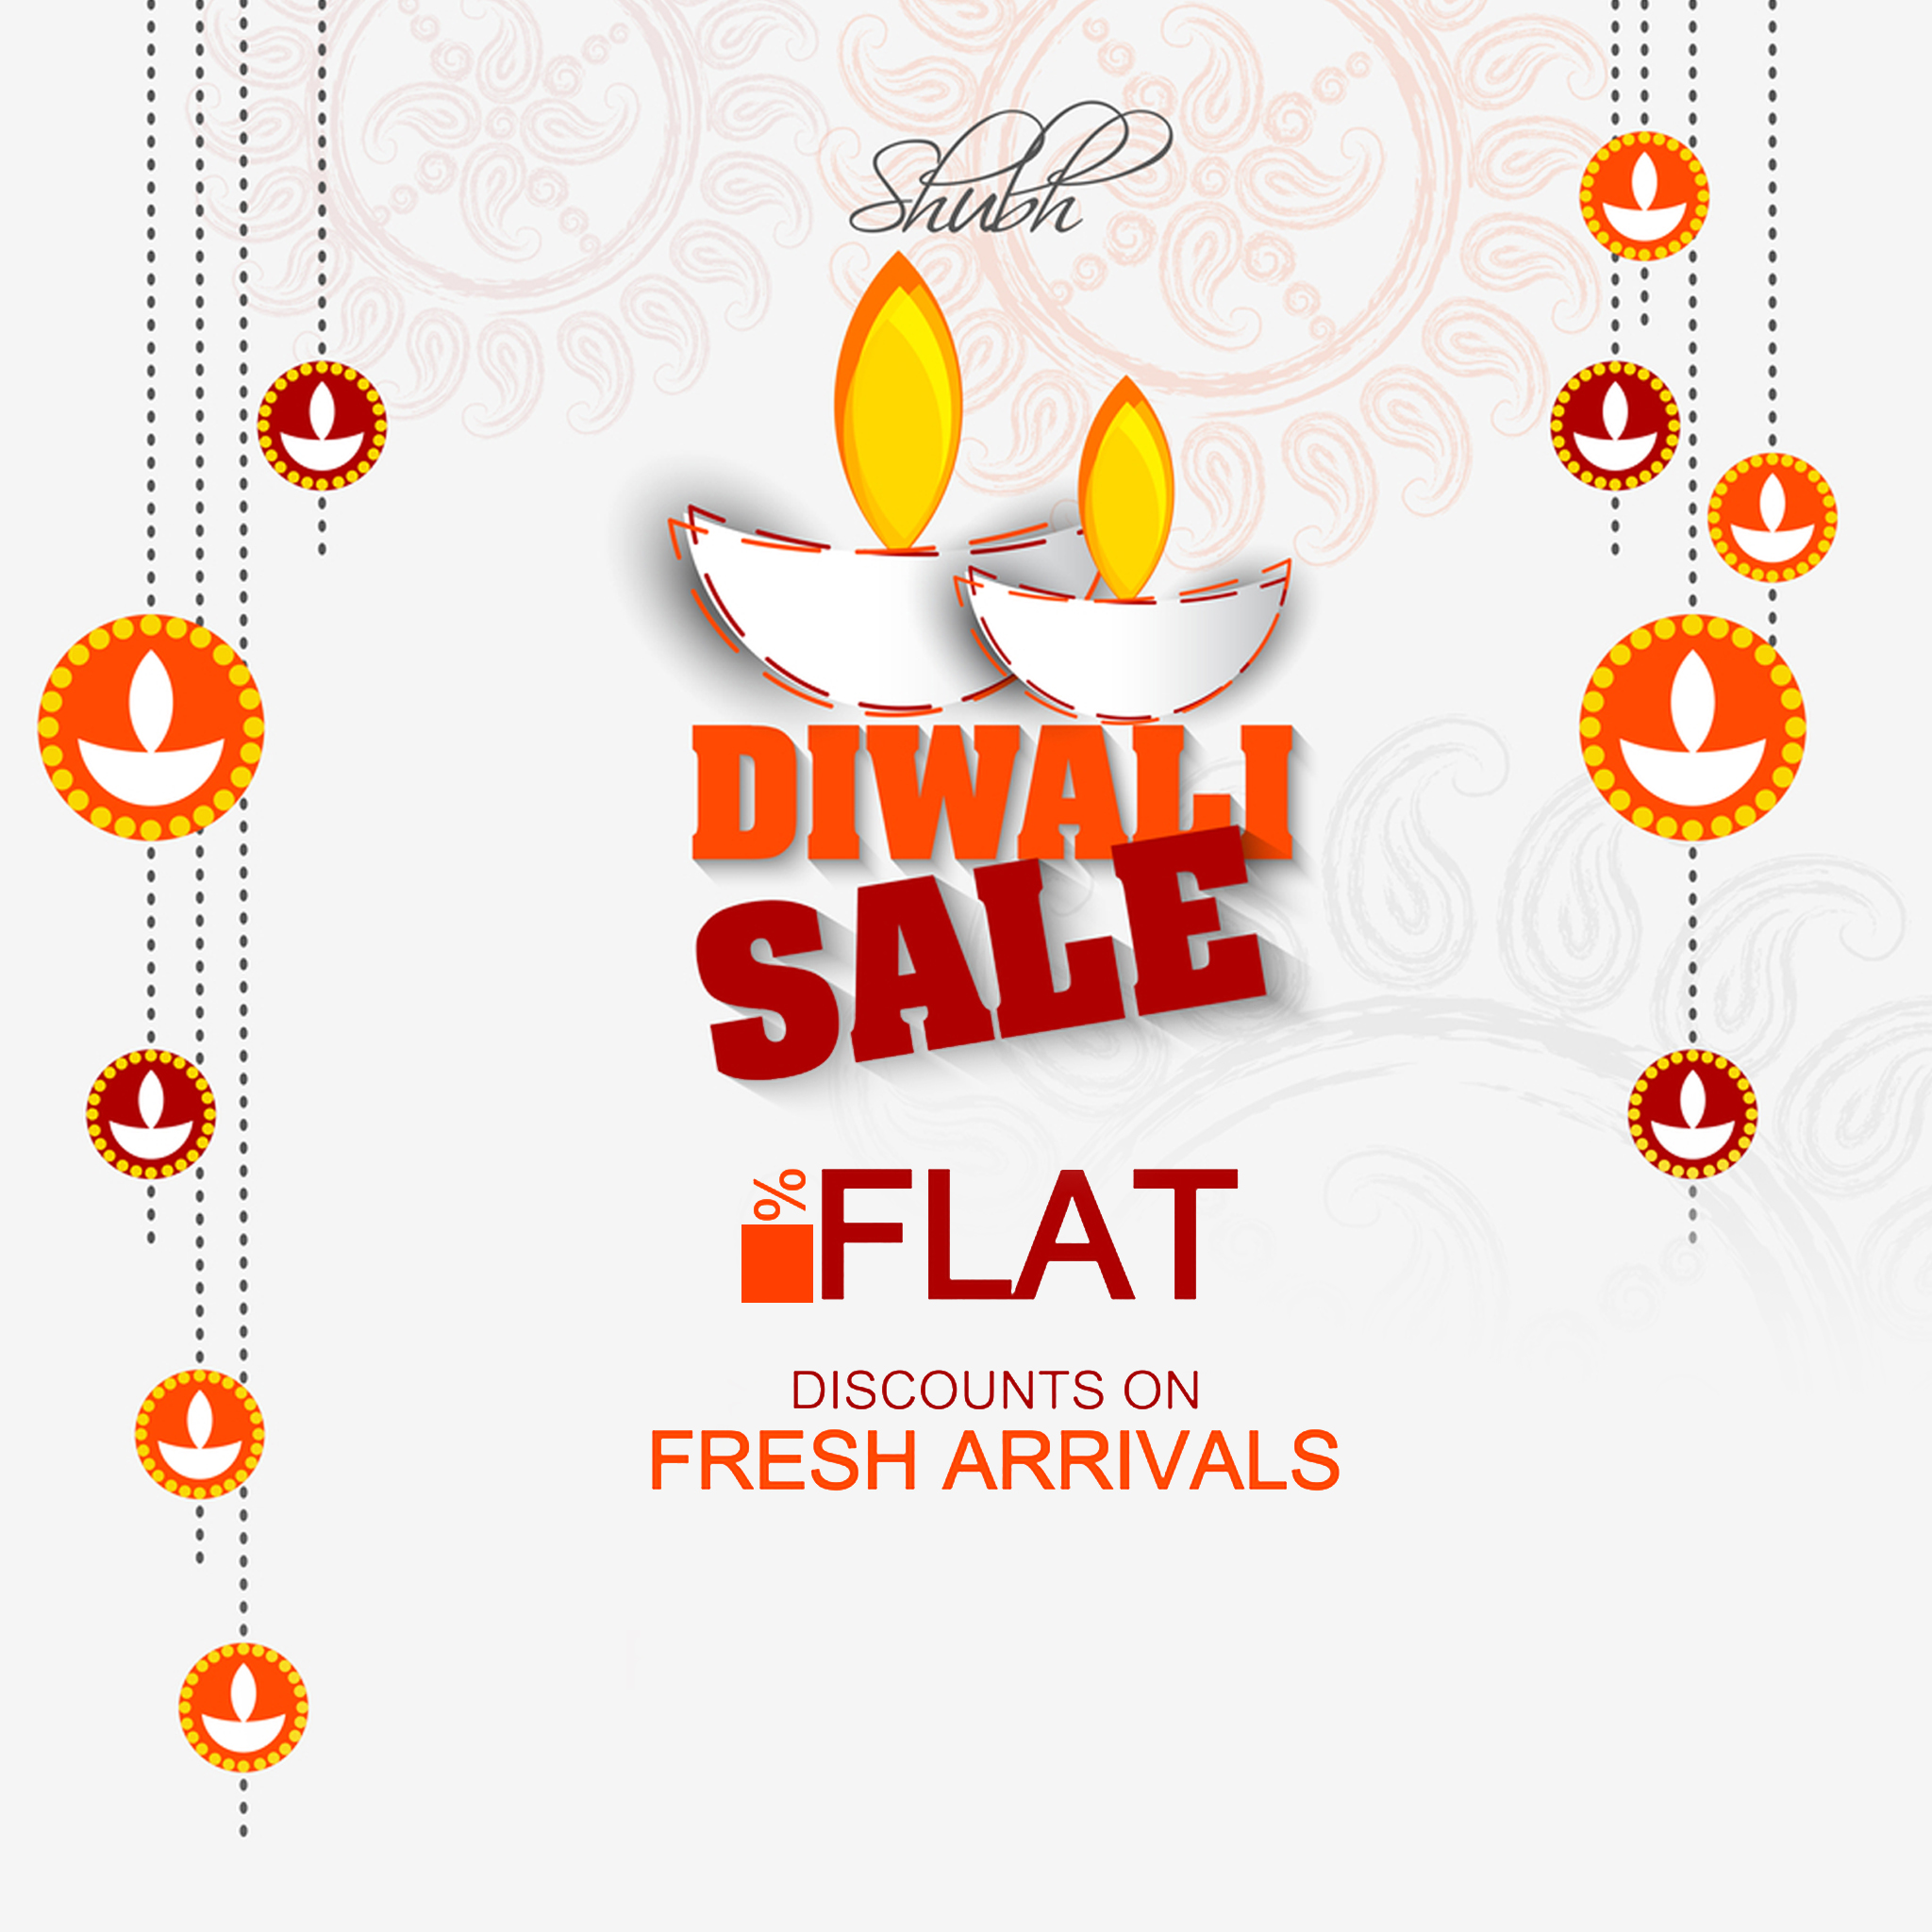 Shubh
DIWALI
SALE
% FLAT
DISCOUNTS ON
FRESH ARRIVALS